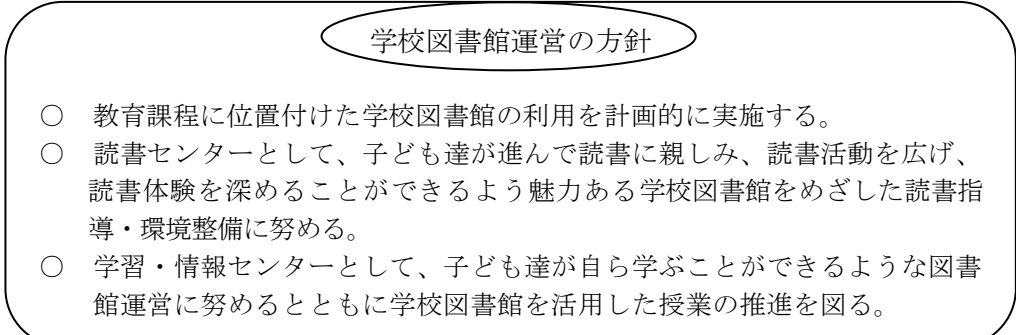 学校図書館運営の方針
○ 教育課程に位置付けた学校図書館の利用を計画的に実施する。
○ 読書センターとして、子ども達が進んで読書に親しみ、読書活動を広げ、
読書体験を深めることができるよう魅力ある学校図書館をめざした読書指
導・環境整備に努める。
○ 学習・情報センターとして、子ども達が自ら学ぶことができるような図書
館運営に努めるとともに学校図書館を活用した授業の推進を図る。